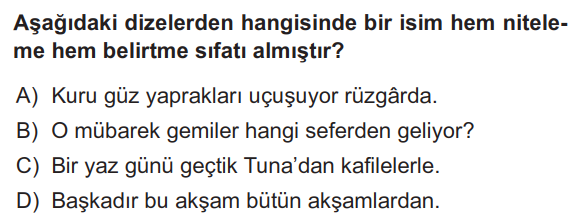 Aşağıdaki dizelerden hangisinde bir isim hem nitele-
me hem belirtme sıfatı almıştır?
A) Kuru güz yaprakları uçuşuyor rüzgârda.
B) O mübarek gemiler hangi seferden geliyor?
C) Bir yaz günü geçtik Tuna’dan kafilelerle.
D) Başkadır bu akşam bütün akşamlardan.